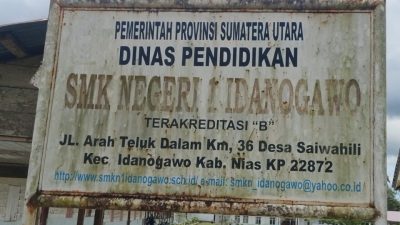 PEMERINTAH PROVINSI SUMATERA UTARA
DINAS PENDIDIKAN
SMK NEGERI 1 IDANOGAWO
TERAKREDITASI "B"
JL. Arah Teluk Dalam Km, 36 Desa Saiwahili
Kec Idanogawo Kab. Nias KP 22872
http://www.smkn1idanogawo.sch.id/ e-mail: smkn_idanogawo@yahoo.co.id